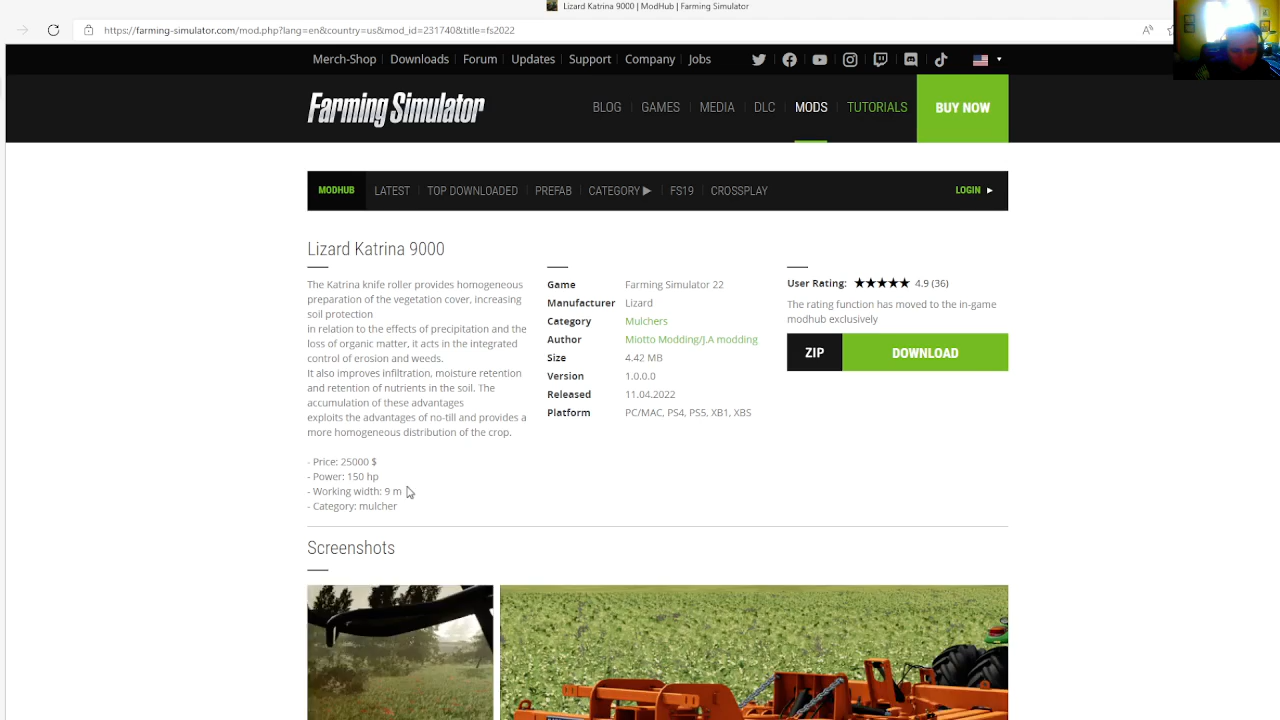 Lizard Katrina 9000 | ModHub | Farming Simulator
https://farming-simulator.com/mod.php?lang=en&country=us&mod_id=231740&title=fs2022
Merch-Shop Downloads Forum Updates Support Company Jobs
Farming Simulator BLOG GAMES MEDIA DLC MODS TUTORIALS BUY NOW
MODHUB LATEST TOP DOWNLOADED PREFAB CATEGORY FS19 CROSSPLAY LOGIN
Lizard Katrina 9000
The Katrina knife roller provides homogeneous
preparation of the vegetation cover, increasing
soil protection
in relation to the effects of precipitation and the
loss of organic matter, it acts in the integrated
control of erosion and weeds.
It also improves infiltration, moisture retention
and retention of nutrients in the soil. The
accumulation of these advantages
exploits the advantages of no-till and provides a
more homogeneous distribution of the crop.
- Price: 25000 $
- Power: 150 hp
- Working width: 9 m
- Category: mulcher
Game Farming Simulator 22
Manufacturer Lizard
Category Mulchers
Author Miotto Modding/J.A modding
Size 4.42 MB
Version 1.0.0.0
Released 11.04.2022
Platform PC/MAC, PS4, PS5, XB1, XBS
User Rating: 4.9 (36)
The rating function has moved to the in-game
modhub exclusively
ZIP DOWNLOAD
Screenshots